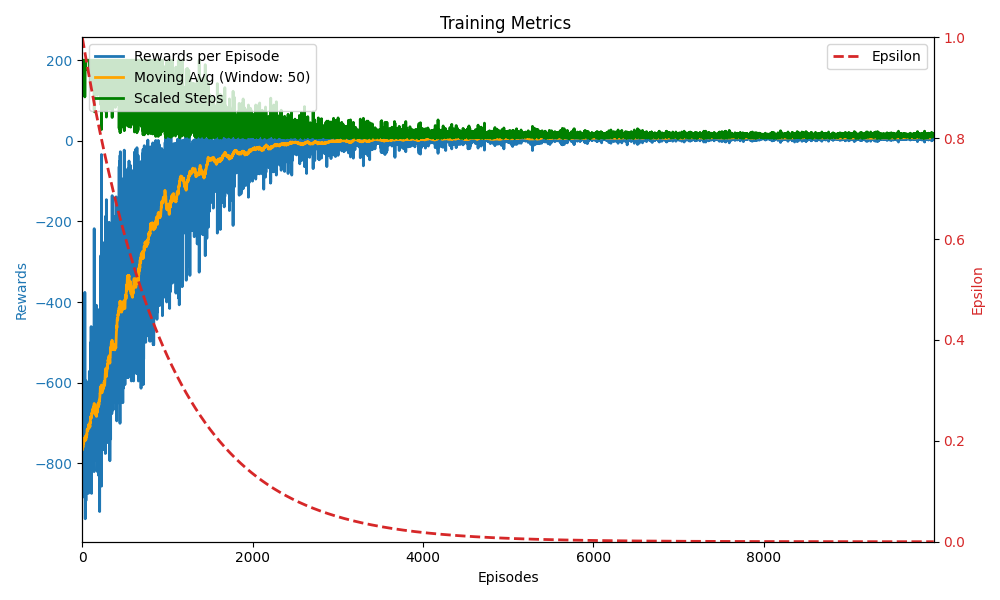 Training Metrics
Rewards per Episode
Moving Avg (Window: 50)
Scaled Steps
Epsilon
200
0
−200
−400
−600
−800
Rewards
1.0
0.8
0.6
0.4
0.2
0.0
Epsilon
0 2000 4000 6000 8000
Episodes